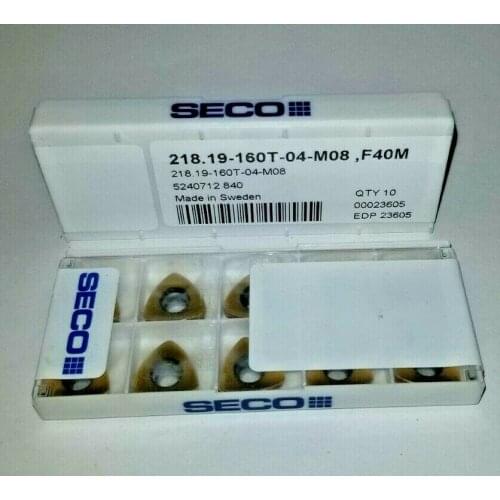 SECO
218.19-160T-04-M08 ,F40M
218.19-160T-04-M08
5240712 840
Made in Sweden
QTY 10
00023605
EDP 23605
SECO
SECO